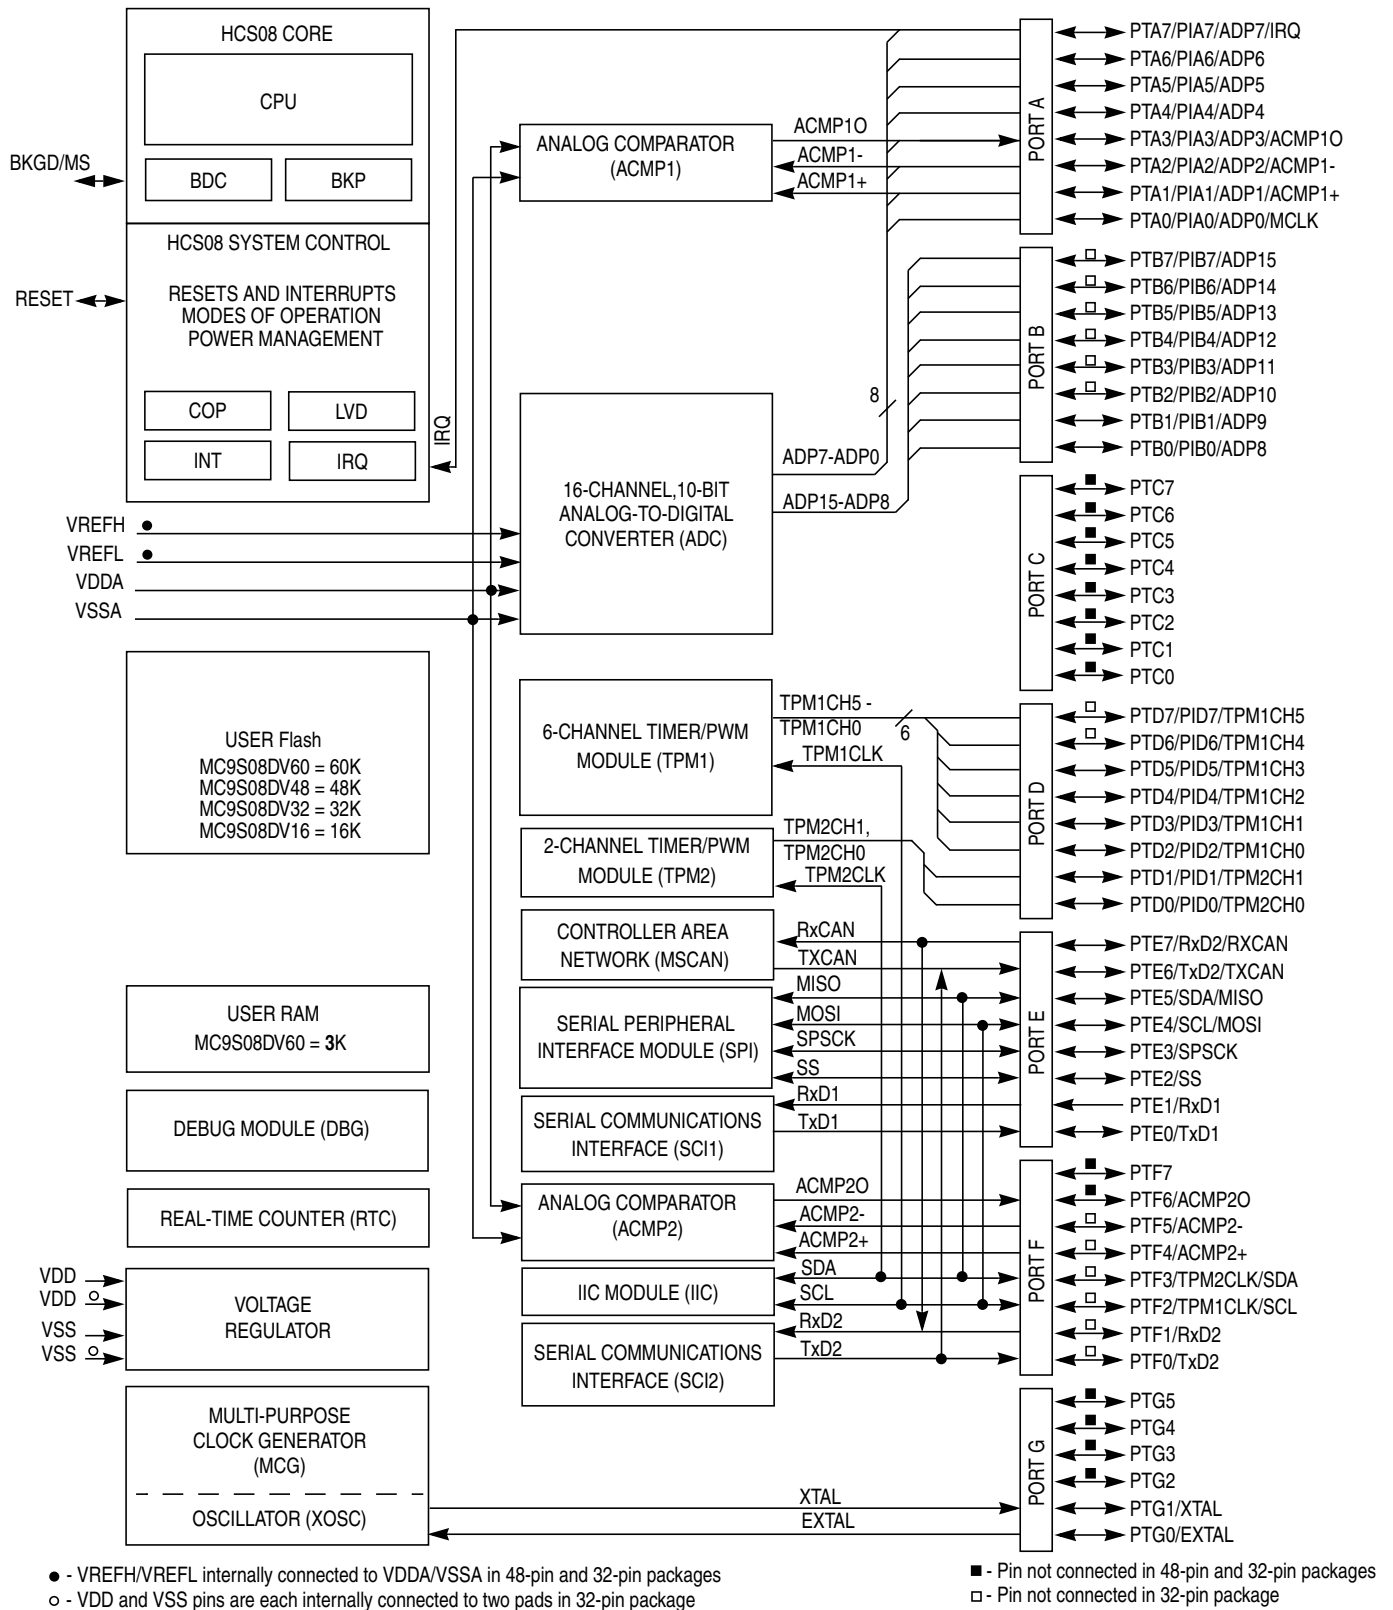 HCS08 CORE
CPU
BDC
BKP
BKGD/MS
HCS08 SYSTEM CONTROL
RESETS AND INTERRUPTS
MODES OF OPERATION
POWER MANAGEMENT
RESET
COP
LVD
INT
IRQ
IRQ
VREFH
VREFL
VDDA
VSSA
USER Flash
MC9S08DV60 = 60K
MC9S08DV48 = 48K
MC9S08DV32 = 32K
MC9S08DV16 = 16K
USER RAM
MC9S08DV60 = 3K
DEBUG MODULE (DBG)
REAL-TIME COUNTER (RTC)
VDD
VDD
VSS
VSS
VOLTAGE
REGULATOR
MULTI-PURPOSE
CLOCK GENERATOR
(MCG)
OSCILLATOR (XOSC)
ANALOG COMPARATOR
(ACMP1)
ACMP1O
ACMP1-
ACMP1+
16-CHANNEL,10-BIT
ANALOG-TO-DIGITAL
CONVERTER (ADC)
8
ADP7-ADP0
ADP15-ADP8
6-CHANNEL TIMER/PWM
MODULE (TPM1)
TPM1CH5 -
TPM1CH0
6
TPM1CLK
2-CHANNEL TIMER/PWM
MODULE (TPM2)
TPM2CH1,
TPM2CH0
TPM2CLK
CONTROLLER AREA
NETWORK (MSCAN)
RxCAN
TXCAN
SERIAL PERIPHERAL
INTERFACE MODULE (SPI)
MISO
MOSI
SPSCK
SS
SERIAL COMMUNICATIONS
INTERFACE (SCI1)
RxD1
TxD1
ANALOG COMPARATOR
(ACMP2)
ACMP2O
ACMP2-
ACMP2+
IIC MODULE (IIC)
SDA
SCL
SERIAL COMMUNICATIONS
INTERFACE (SCI2)
RxD2
TxD2
XTAL
EXTAL
PORT A
PTA7/PIA7/ADP7/IRQ
PTA6/PIA6/ADP6
PTA5/PIA5/ADP5
PTA4/PIA4/ADP4
PTA3/PIA3/ADP3/ACMP1O
PTA2/PIA2/ADP2/ACMP1-
PTA1/PIA1/ADP1/ACMP1+
PTA0/PIA0/ADP0/MCLK
PORT B
PTB7/PIB7/ADP15
PTB6/PIB6/ADP14
PTB5/PIB5/ADP13
PTB4/PIB4/ADP12
PTB3/PIB3/ADP11
PTB2/PIB2/ADP10
PTB1/PIB1/ADP9
PTB0/PIB0/ADP8
PORT C
PTC7
PTC6
PTC5
PTC4
PTC3
PTC2
PTC1
PTC0
PORT D
PTD7/PID7/TPM1CH5
PTD6/PID6/TPM1CH4
PTD5/PID5/TPM1CH3
PTD4/PID4/TPM1CH2
PTD3/PID3/TPM1CH1
PTD2/PID2/TPM1CH0
PTD1/PID1/TPM2CH1
PTD0/PID0/TPM2CH0
PORT E
PTE7/RxD2/RXCAN
PTE6/TxD2/TXCAN
PTE5/SDA/MISO
PTE4/SCL/MOSI
PTE3/SPSCK
PTE2/SS
PTE1/RxD1
PTE0/TxD1
PORT F
PTF7
PTF6/ACMP2O
PTF5/ACMP2-
PTF4/ACMP2+
PTF3/TPM2CLK/SDA
PTF2/TPM1CLK/SCL
PTF1/RxD2
PTF0/TxD2
PORT G
PTG5
PTG4
PTG3
PTG2
PTG1/XTAL
PTG0/EXTAL
● - VREFH/VREFL internally connected to VDDA/VSSA in 48-pin and 32-pin packages
○ - VDD and VSS pins are each internally connected to two pads in 32-pin package
■ - Pin not connected in 48-pin and 32-pin packages
□ - Pin not connected in 32-pin package